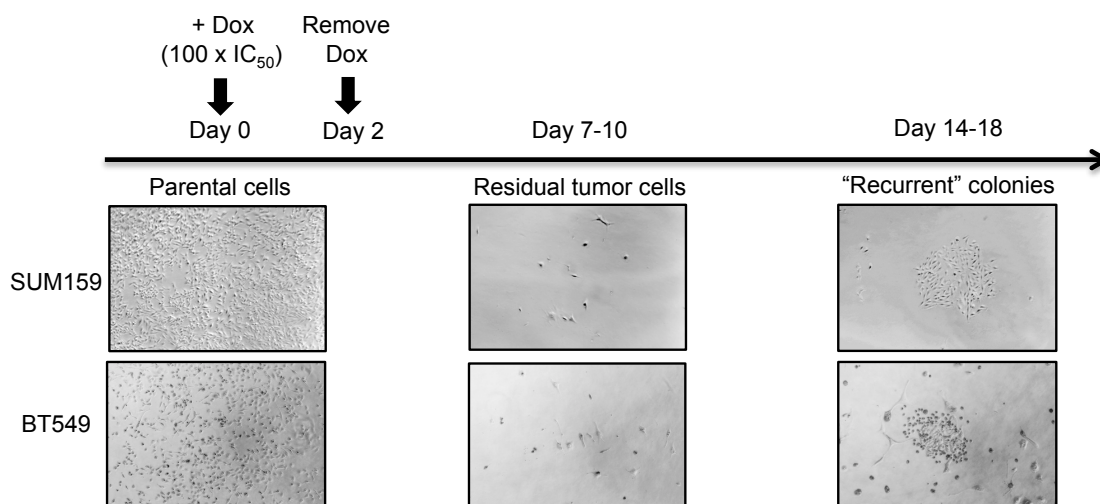 + Dox
(100 x IC₅₀)
Remove
Dox
Day 0
Day 2
Day 7-10
Day 14-18
Parental cells
Residual tumor cells
“Recurrent” colonies
SUM159
BT549